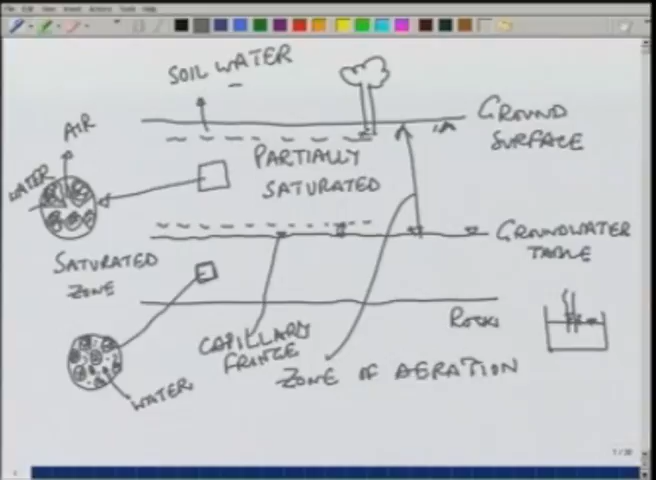 SOIL WATER
GROUND
SURFACE
AIR
WATER
PARTIALLY
SATURATED
GROUNDWATER
TABLE
SATURATED
ZONE
ROCKS
CAPILLARY
FRINGE
ZONE OF AERATION
WATER